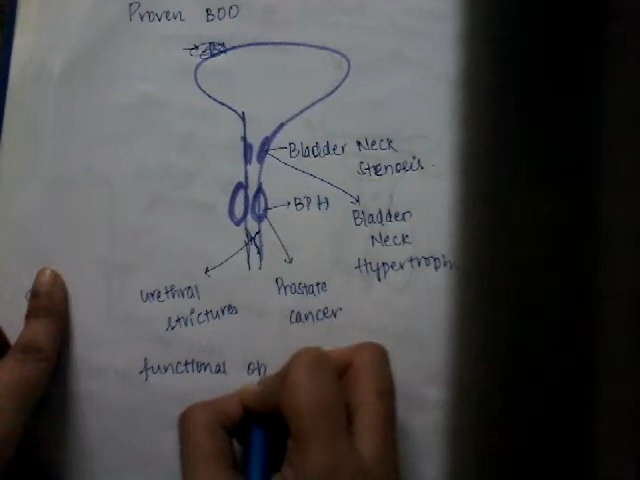 Proven BOO
Bladder Neck
Stenosis.
BPH
Bladder
Neck
Hypertroph
Urethral
strictures
Prostate
cancer
functional ob